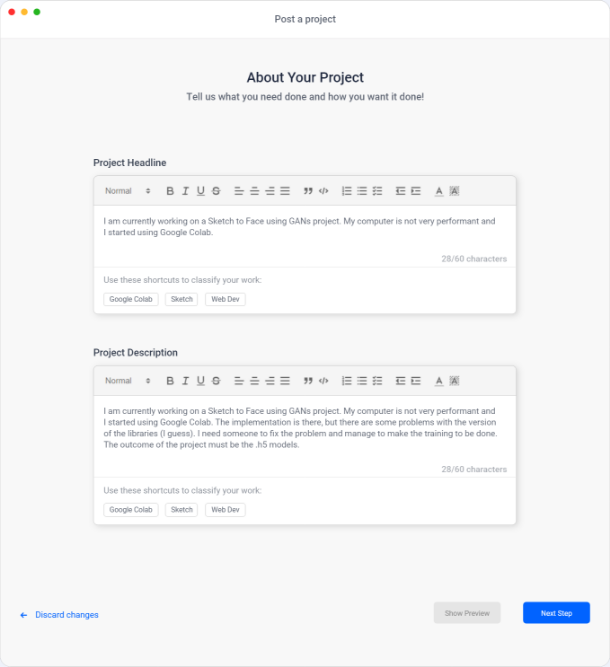 Post a project
About Your Project
Tell us what you need done and how you want it done!
Project Headline
Normal B I U S A A
I am currently working on a Sketch to Face using GANs project. My computer is not very performant and
I started using Google Colab.
28/60 characters
Use these shortcuts to classify your work:
Google Colab Sketch Web Dev
Project Description
Normal B I U S A A
I am currently working on a Sketch to Face using GANs project. My computer is not very performant and
I started using Google Colab. The implementation is there, but there are some problems with the version
of the libraries (I guess). I need someone to fix the problem and manage to make the training to be done.
The outcome of the project must be the .h5 models.
28/60 characters
Use these shortcuts to classify your work:
Google Colab Sketch Web Dev
Discard changes Show Preview Next Step